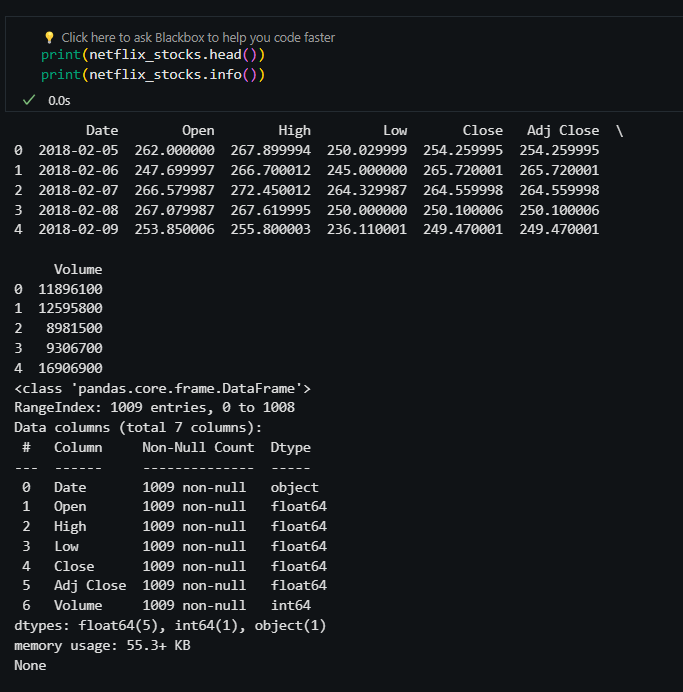 💡 Click here to ask Blackbox to help you code faster
print(netflix_stocks.head())
print(netflix_stocks.info())
✓ 0.0s
         Date        Open        High         Low       Close   Adj Close  \
0  2018-02-05  262.000000  267.899994  250.029999  254.259995  254.259995
1  2018-02-06  247.699997  266.700012  245.000000  265.720001  265.720001
2  2018-02-07  266.579987  272.450012  264.329987  264.559998  264.559998
3  2018-02-08  267.079987  267.619995  250.000000  250.100006  250.100006
4  2018-02-09  253.850006  255.800003  236.110001  249.470001  249.470001
     Volume
0  11896100
1  12595800
2   8981500
3   9306700
4  16906900
<class 'pandas.core.frame.DataFrame'>
RangeIndex: 1009 entries, 0 to 1008
Data columns (total 7 columns):
 #   Column     Non-Null Count  Dtype
---  ------     --------------  -----
 0   Date       1009 non-null   object
 1   Open       1009 non-null   float64
 2   High       1009 non-null   float64
 3   Low        1009 non-null   float64
 4   Close      1009 non-null   float64
 5   Adj Close  1009 non-null   float64
 6   Volume     1009 non-null   int64
dtypes: float64(5), int64(1), object(1)
memory usage: 55.3+ KB
None